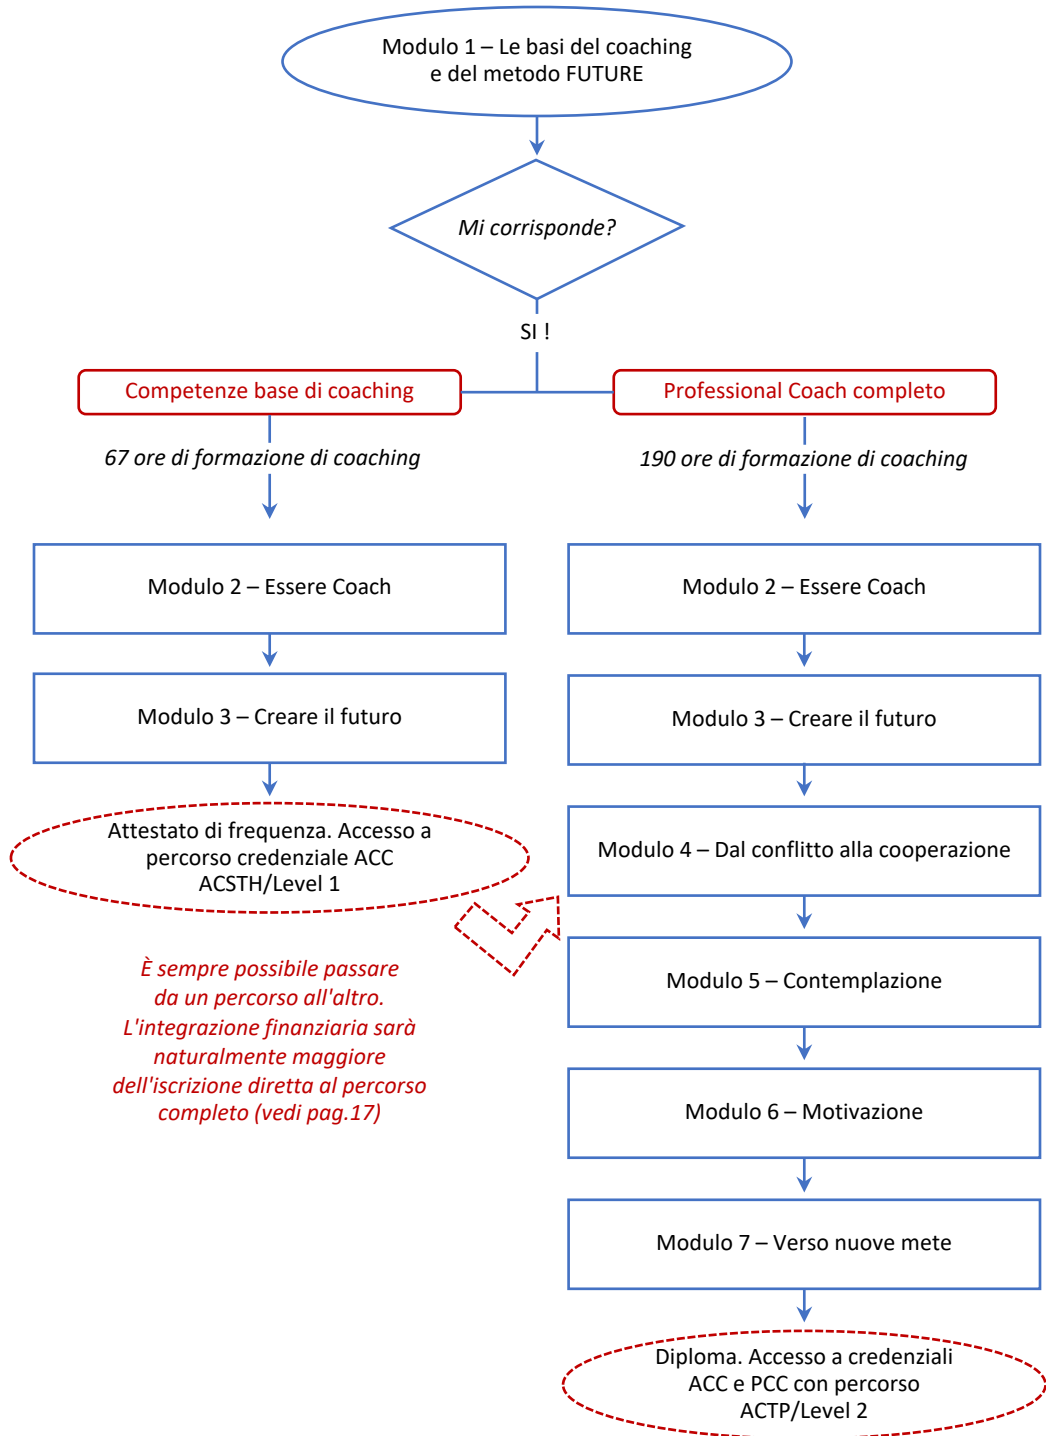 Modulo 1 – Le basi del coaching
e del metodo FUTURE
Mi corrisponde?
SI !
Competenze base di coaching
Professional Coach completo
67 ore di formazione di coaching
190 ore di formazione di coaching
Modulo 2 – Essere Coach
Modulo 2 – Essere Coach
Modulo 3 – Creare il futuro
Modulo 3 – Creare il futuro
Attestato di frequenza. Accesso a
percorso credenziale ACC
ACSTH/Level 1
Modulo 4 – Dal conflitto alla cooperazione
È sempre possibile passare
da un percorso all'altro.
L'integrazione finanziaria sarà
naturalmente maggiore
dell'iscrizione diretta al percorso
completo (vedi pag.17)
Modulo 5 – Contemplazione
Modulo 6 – Motivazione
Modulo 7 – Verso nuove mete
Diploma. Accesso a credenziali
ACC e PCC con percorso
ACTP/Level 2